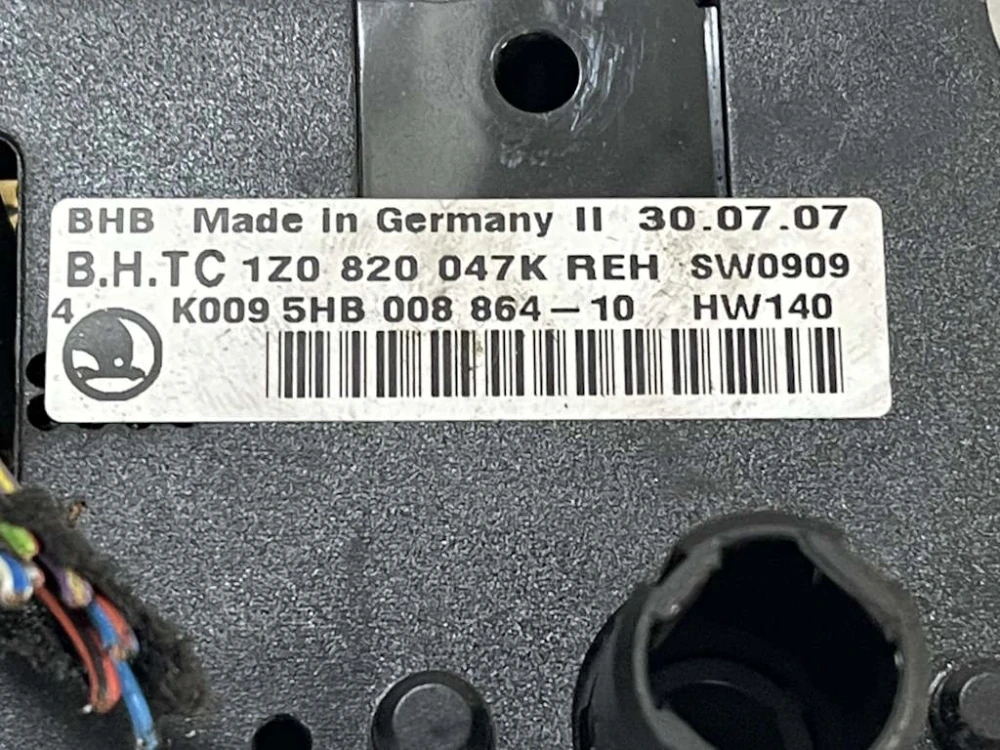 BHB Made in Germany II 30.07.07
B.H.TC 1Z0 820 047K REH SW0909
4 K009 5HB 008 864-10 HW140